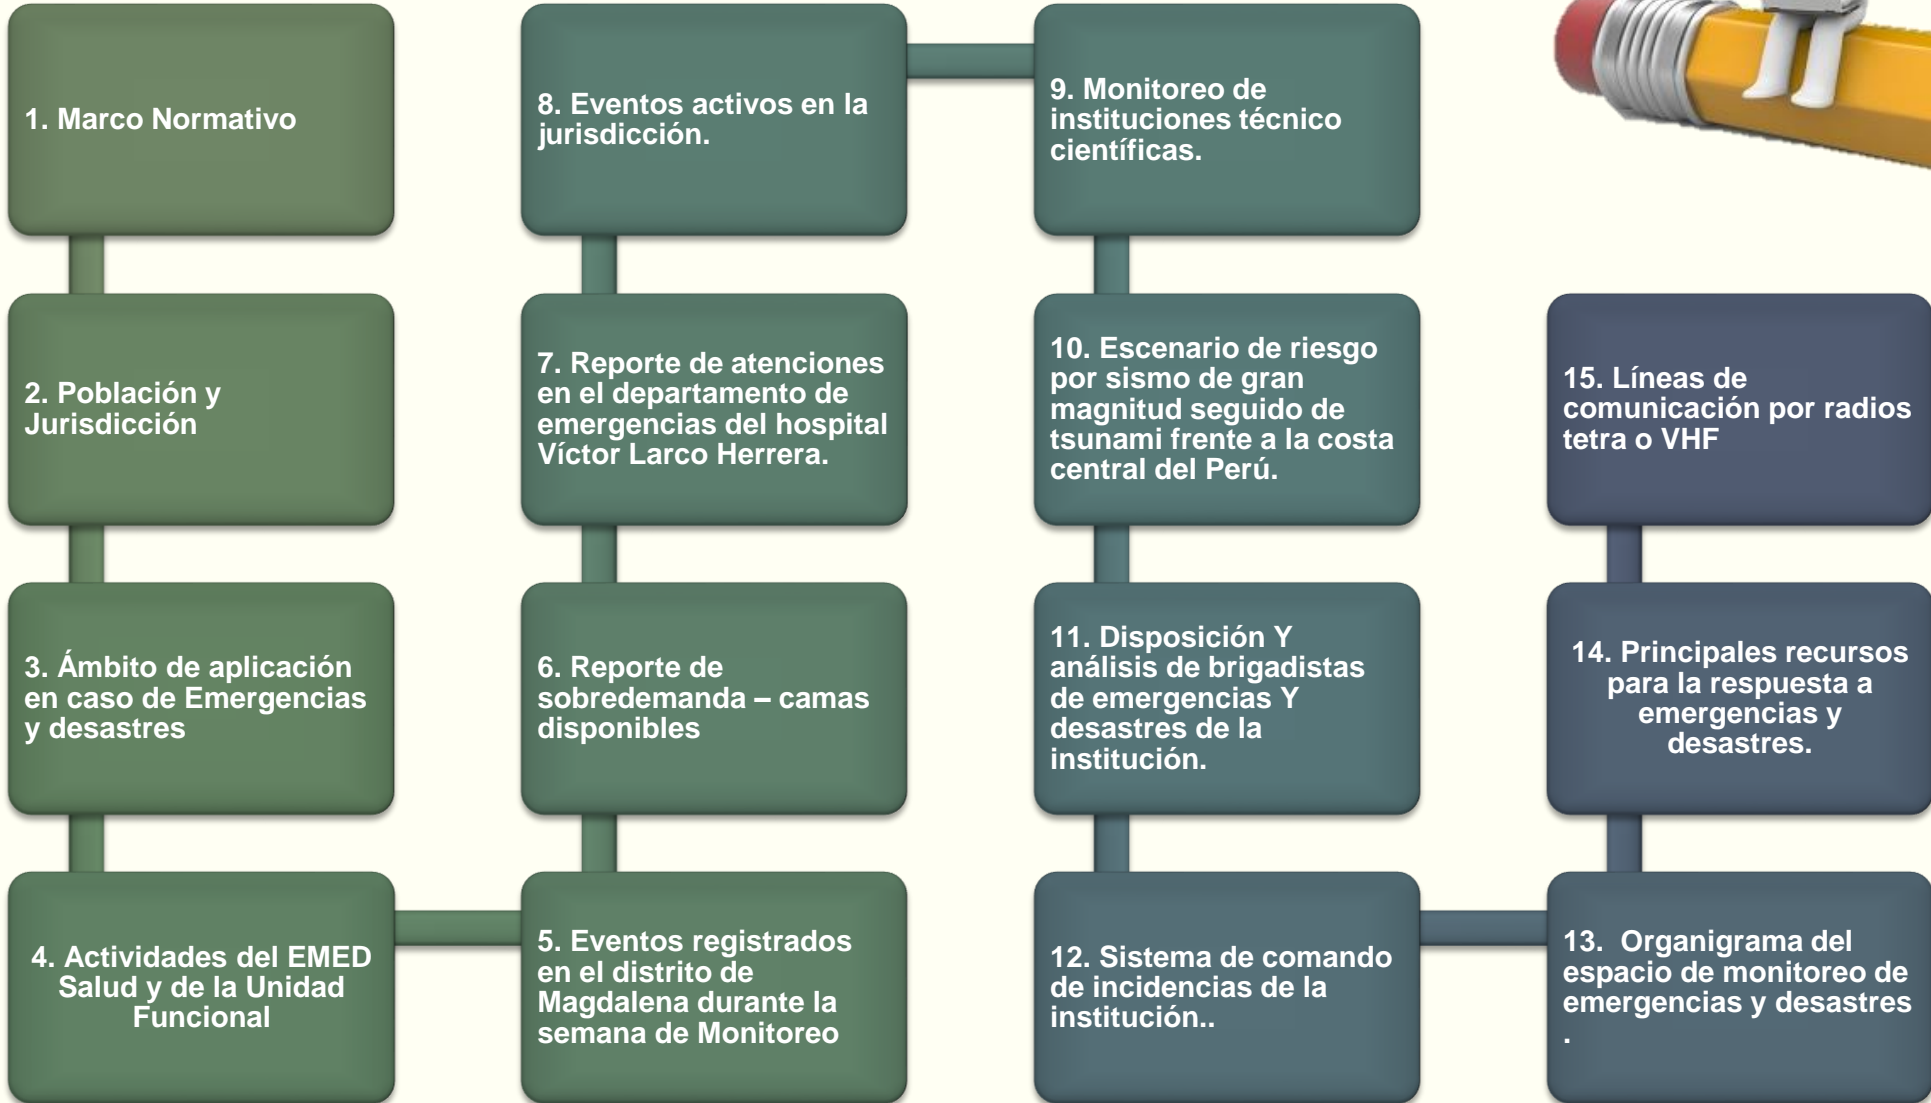 1. Marco Normativo
2. Población y
Jurisdicción
3. Ámbito de aplicación
en caso de Emergencias
y desastres
4. Actividades del EMED
Salud y de la Unidad
Funcional
5. Eventos registrados
en el distrito de
Magdalena durante la
semana de Monitoreo
6. Reporte de
sobredemanda – camas
disponibles
7. Reporte de atenciones
en el departamento de
emergencias del hospital
Víctor Larco Herrera.
8. Eventos activos en la
jurisdicción.
9. Monitoreo de
instituciones técnico
científicas.
10. Escenario de riesgo
por sismo de gran
magnitud seguido de
tsunami frente a la costa
central del Perú.
11. Disposición Y
análisis de brigadistas
de emergencias Y
desastres de la
institución.
12. Sistema de comando
de incidencias de la
institución..
13. Organigrama del
espacio de monitoreo de
emergencias y desastres
.
14. Principales recursos
para la respuesta a
emergencias y
desastres.
15. Líneas de
comunicación por radios
tetra o VHF